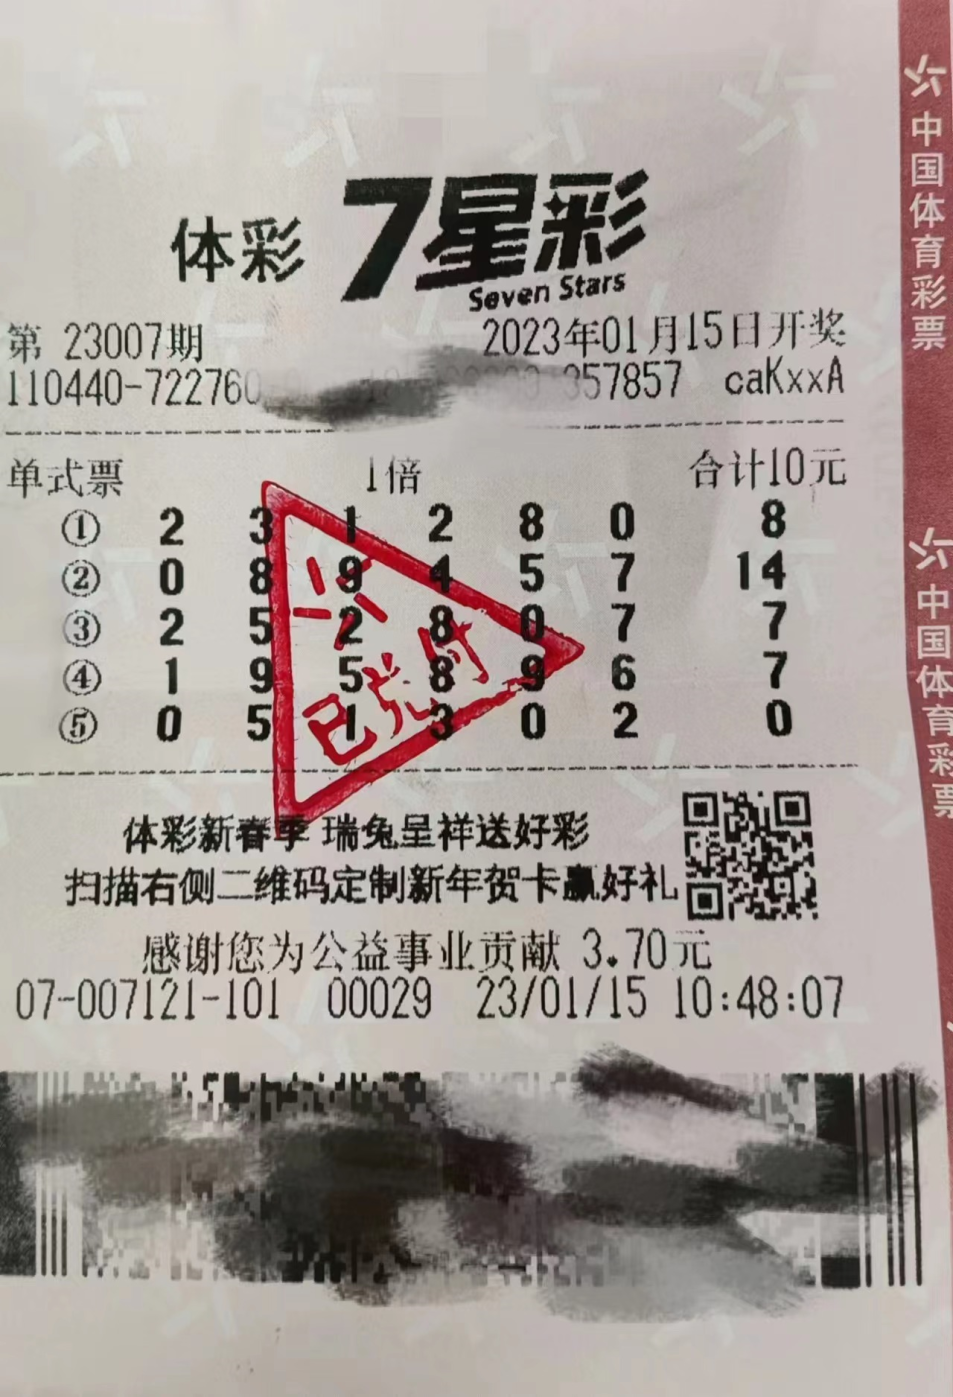 体彩 7星彩
Seven Stars
第 23007期 2023年01月15日开奖
110440-722760 357857 caKxxA
单式票 1倍 合计10元
① 2 3 1 2 8 0 8
② 0 8 9 4 5 7 14
③ 2 5 2 8 0 7 7
④ 1 9 5 8 9 6 7
⑤ 0 5 1 3 0 2 0
已兑付
体彩新春季 瑞兔呈祥送好彩
扫描右侧二维码定制新年贺卡赢好礼
感谢您为公益事业贡献 3.70元
07-007121-101 00029 23/01/15 10:48:07
中国体育彩票
中国体育彩票